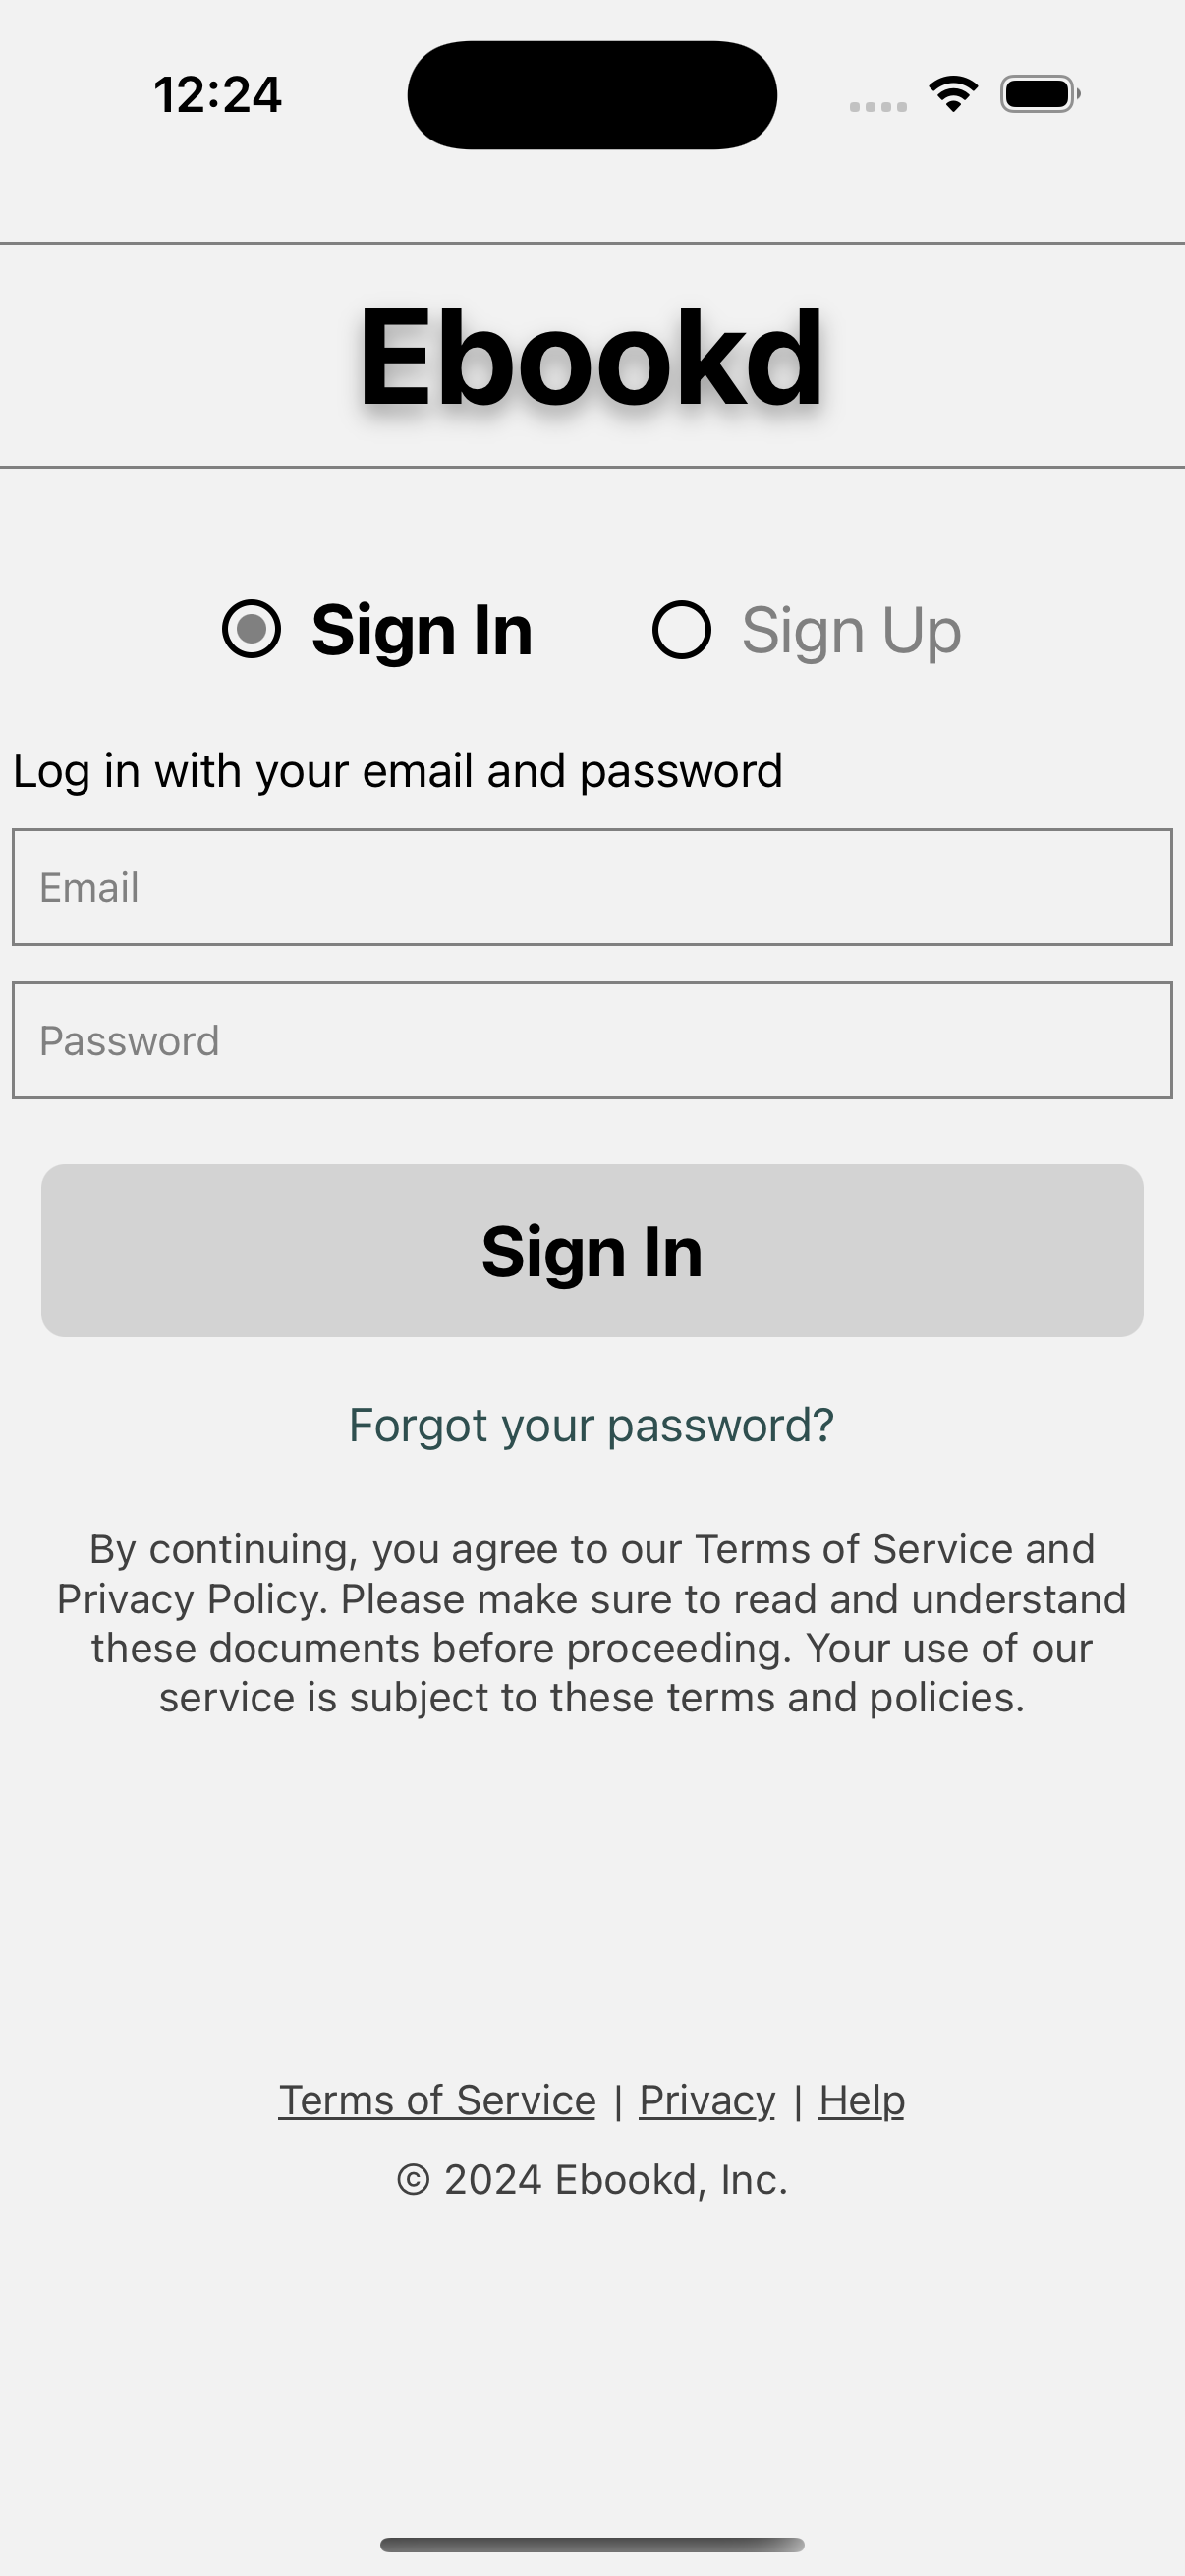 12:24
Ebookd
Sign In
Sign Up
Log in with your email and password
Email
Password
Sign In
Forgot your password?
By continuing, you agree to our Terms of Service and
Privacy Policy. Please make sure to read and understand
these documents before proceeding. Your use of our
service is subject to these terms and policies.
Terms of Service | Privacy | Help
© 2024 Ebookd, Inc.